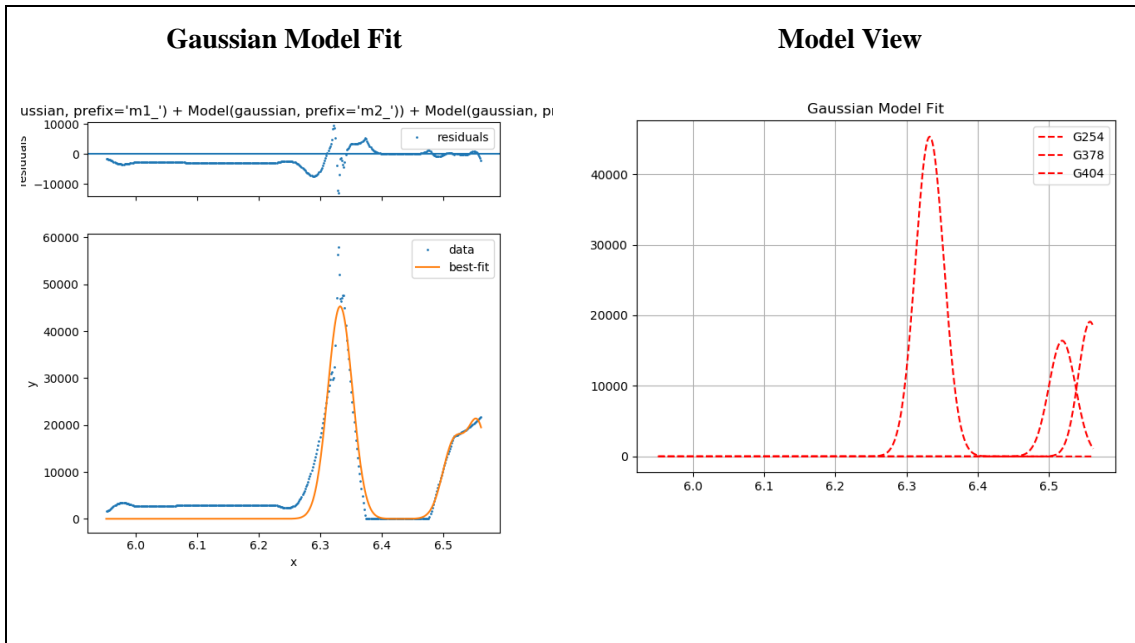 Gaussian Model Fit
Model View
ussian, prefix='m1_') + Model(gaussian, prefix='m2_')) + Model(gaussian, p
residuals
10000
0
−10000
residuals
60000
50000
40000
30000
20000
10000
0
y
data
best-fit
6.0
6.1
6.2
6.3
6.4
6.5
x
Gaussian Model Fit
G254
G378
G404
40000
30000
20000
10000
0
6.0
6.1
6.2
6.3
6.4
6.5